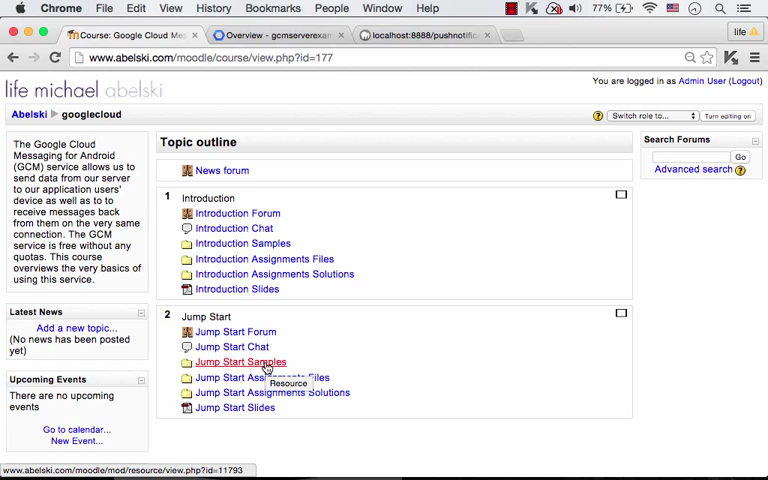 Chrome File Edit View History Bookmarks People Window Help 77%
Course: Google Cloud Mes
Overview – gcmserverexam
localhost:8888/pushnotific
life
www.abelski.com/moodle/course/view.php?id=177
life michael abelski
You are logged in as Admin User (Logout)
Abelski ► googlecloud
Switch role to...
Turn editing on
The Google Cloud
Messaging for Android
(GCM) service allows us to
send data from our server
to our application users'
device as well as to to
receive messages back
from them on the very same
connection. The GCM
service is free without any
quotas. This course
overviews the very basics of
using this service.
Latest News
Add a new topic...
(No news has been posted
yet)
Upcoming Events
There are no upcoming
events
Go to calendar...
New Event...
Topic outline
News forum
1
Introduction
Introduction Forum
Introduction Chat
Introduction Samples
Introduction Assignments Files
Introduction Assignments Solutions
Introduction Slides
2
Jump Start
Jump Start Forum
Jump Start Chat
Jump Start Samples
Jump Start Assignments Files
Resource
Jump Start Assignments Solutions
Jump Start Slides
Search Forums
Go
Advanced search
www.abelski.com/moodle/mod/resource/view.php?id=11793